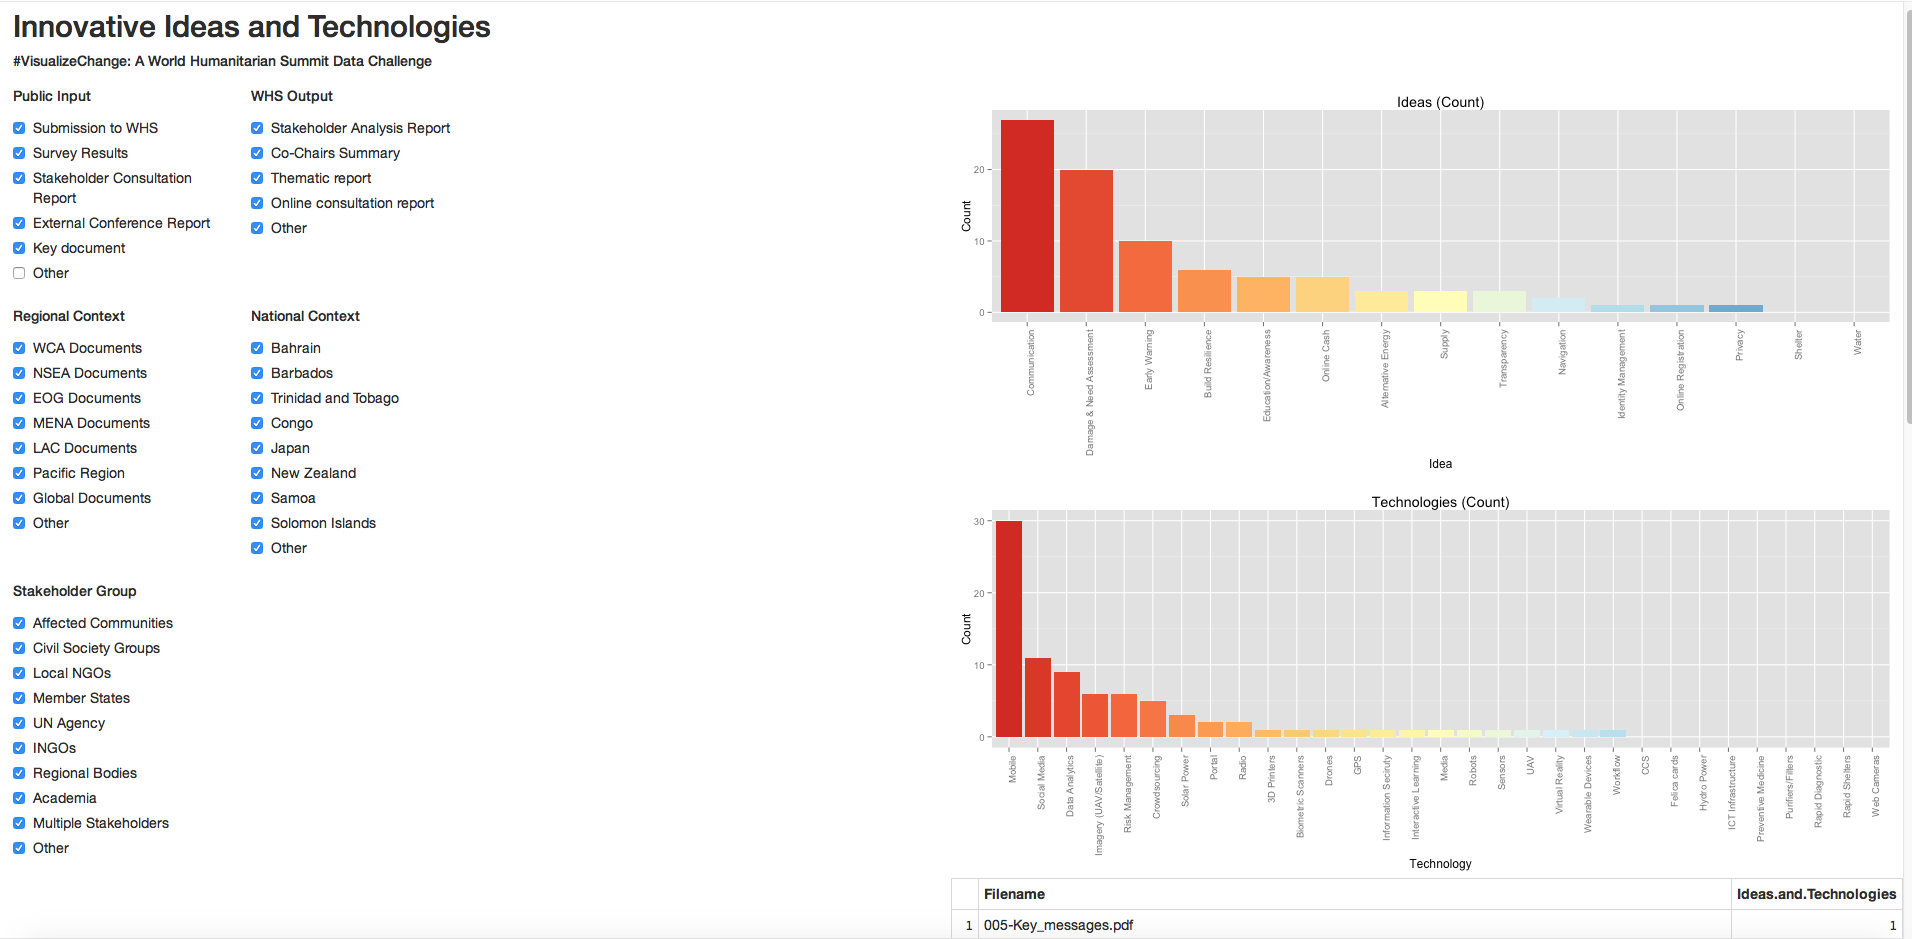 Innovative Ideas and Technologies
#VisualizeChange: A World Humanitarian Summit Data Challenge
Public Input
Submission to WHS
Survey Results
Stakeholder Consultation
Report
External Conference Report
Key document
Other
WHS Output
Stakeholder Analysis Report
Co-Chairs Summary
Thematic report
Online consultation report
Other
Regional Context
WCA Documents
NSEA Documents
EOG Documents
MENA Documents
LAC Documents
Pacific Region
Global Documents
Other
National Context
Bahrain
Barbados
Trinidad and Tobago
Congo
Japan
New Zealand
Samoa
Solomon Islands
Other
Stakeholder Group
Affected Communities
Civil Society Groups
Local NGOs
Member States
UN Agency
INGOs
Regional Bodies
Academia
Multiple Stakeholders
Other
Ideas (Count)
Count
20
10
0
Communication
Damage & Need Assessment
Early Warning
Build Resilience
Education/Awareness
Online Cash
Alternative Energy
Supply
Transparency
Navigation
Identity Management
Online Registration
Privacy
Shelter
Water
Idea
Technologies (Count)
Count
30
20
10
0
Mobile
Social Media
Data Analytics
Imagery (UAV/Satellite)
Risk Management
Crowdsourcing
Solar Power
Portal
Radio
3D Printers
Biometric Scanners
Drones
GPS
Information Seciruty
Interactive Learning
Media
Robots
Sensors
UAV
Virtual Reality
Wearable Devices
Workflow
CCS
Felica cards
Hydro Power
ICT Infrastructure
Preventive Medicine
Purifiers/Filters
Rapid Diagnostic
Rapid Shelters
Web Cameras
Technology
Filename Ideas.and.Technologies
1 005-Key_messages.pdf 1